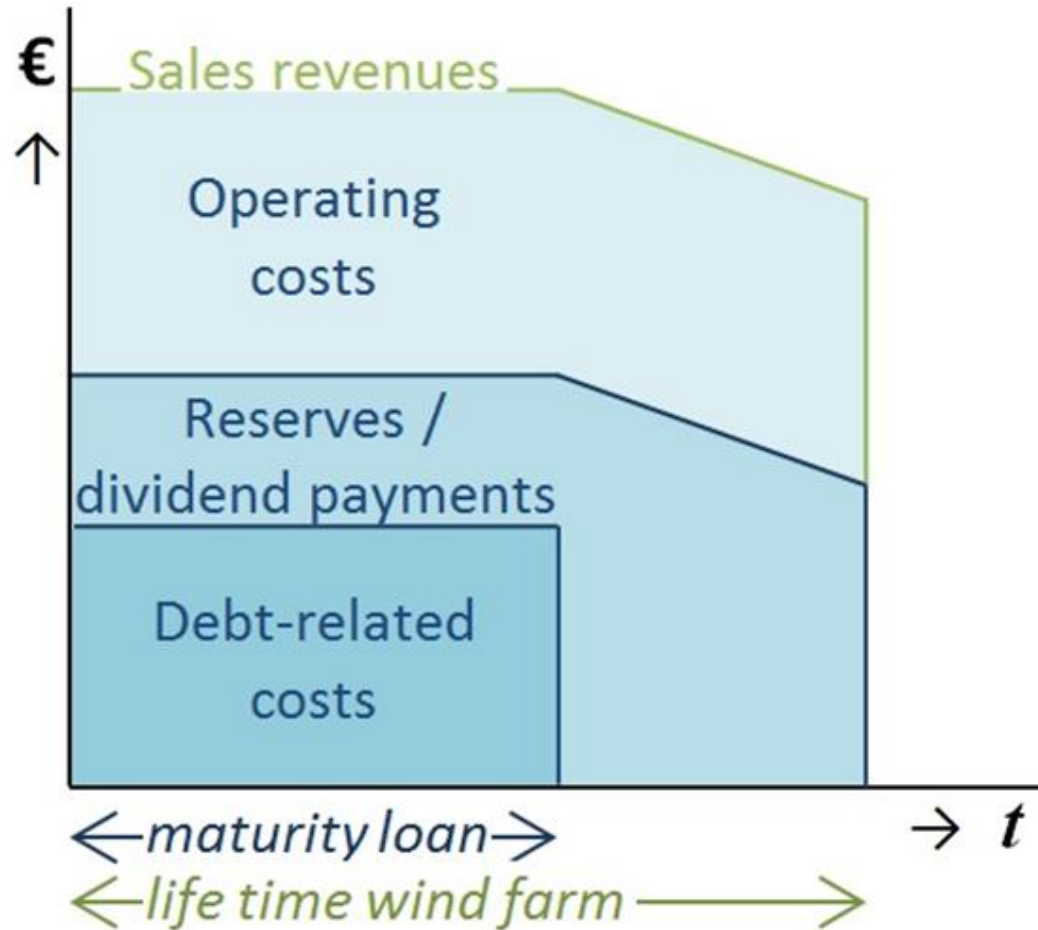 €
Sales revenues
↑
Operating
costs
Reserves /
dividend payments
Debt-related
costs
maturity loan
→ t
life time wind farm